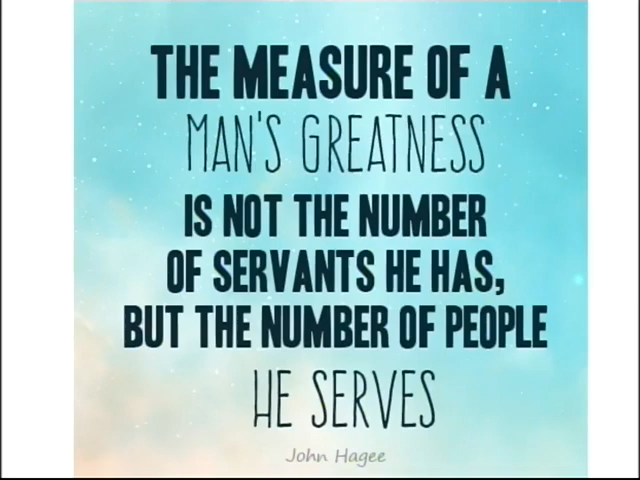 THE MEASURE OF A
MAN'S GREATNESS
IS NOT THE NUMBER
OF SERVANTS HE HAS,
BUT THE NUMBER OF PEOPLE
HE SERVES
John Hagee